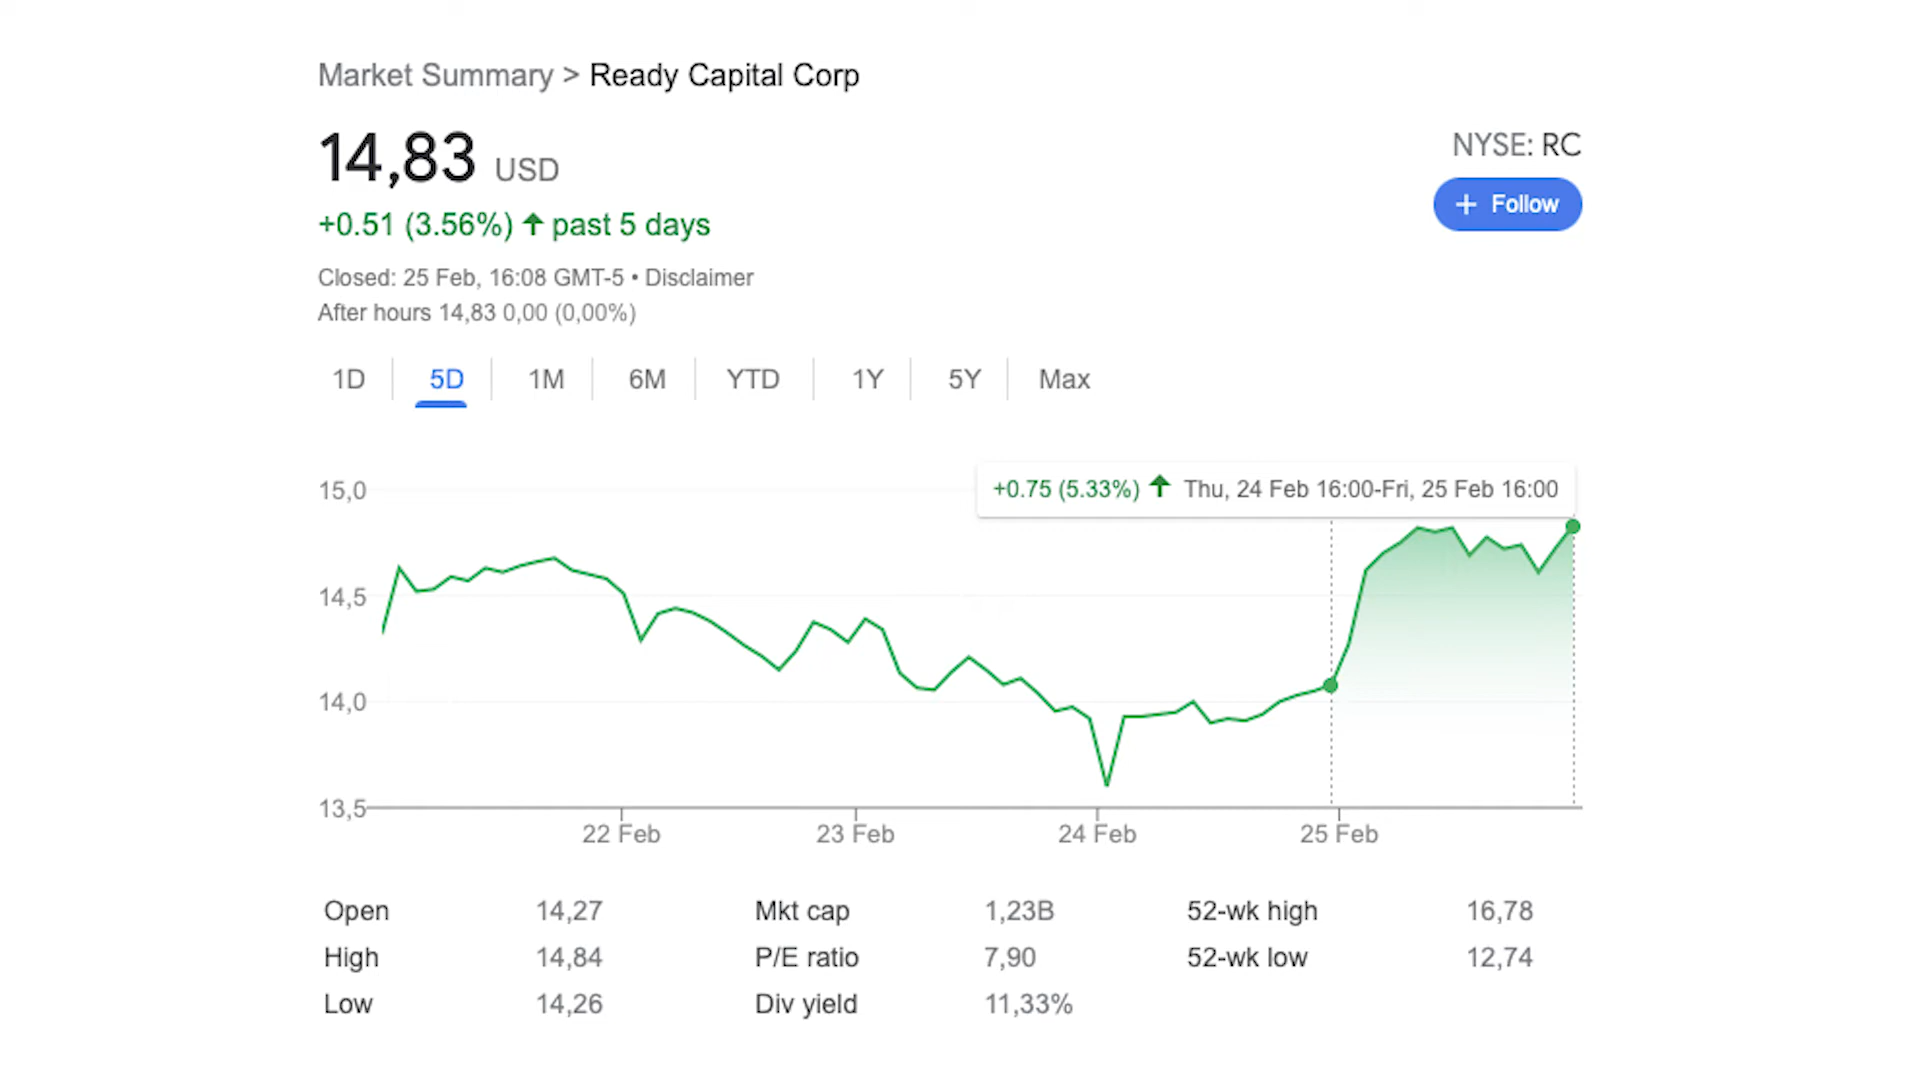 Market Summary > Ready Capital Corp
14,83 USD
NYSE: RC
+ Follow
+0.51 (3.56%) ↑ past 5 days
Closed: 25 Feb, 16:08 GMT-5 • Disclaimer
After hours 14,83 0,00 (0,00%)
1D 5D 1M 6M YTD 1Y 5Y Max
+0.75 (5.33%) ↑ Thu, 24 Feb 16:00-Fri, 25 Feb 16:00
15,0
14,5
14,0
13,5
22 Feb 23 Feb 24 Feb 25 Feb
Open 14,27 Mkt cap 1,23B 52-wk high 16,78
High 14,84 P/E ratio 7,90 52-wk low 12,74
Low 14,26 Div yield 11,33%